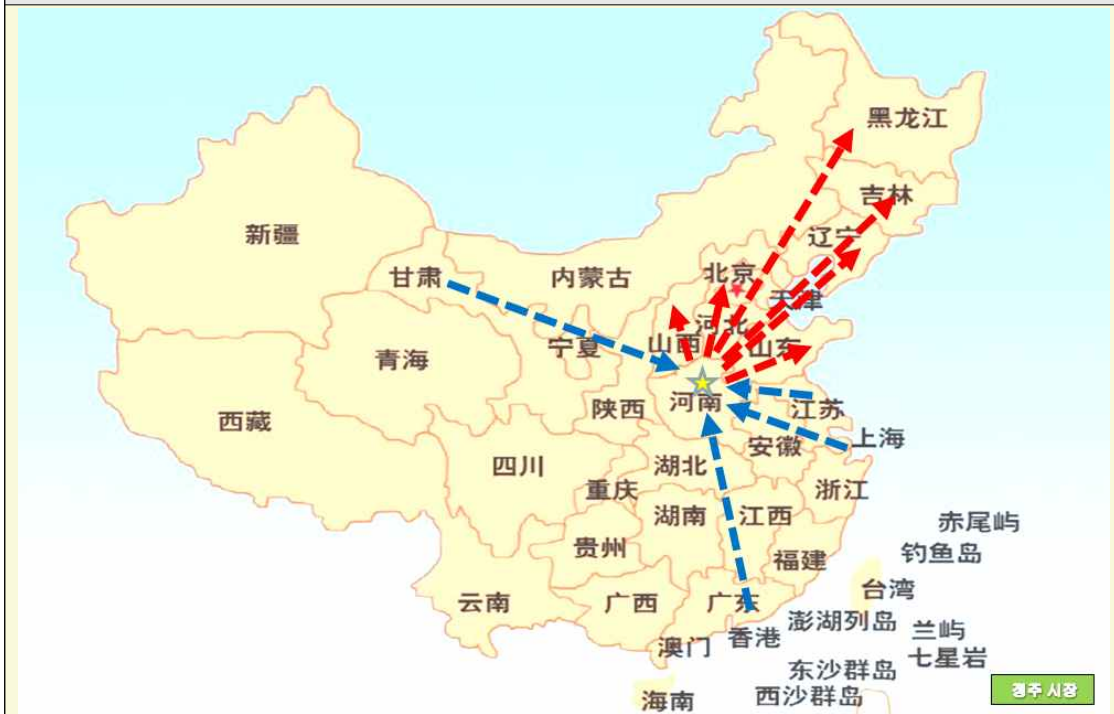 黑龙江
吉林
辽宁
新疆
北京
甘肃
内蒙古
天津
河北
山西
山东
宁夏
青海
河南
陕西
江苏
西藏
上海
安徽
四川
湖北
重庆
浙江
湖南
江西
赤尾屿
贵州
钓鱼岛
福建
台湾
云南
广西
广东
澎湖列岛
兰屿
香港
澳门
七星岩
东沙群岛
海南
西沙群岛
정주 시장